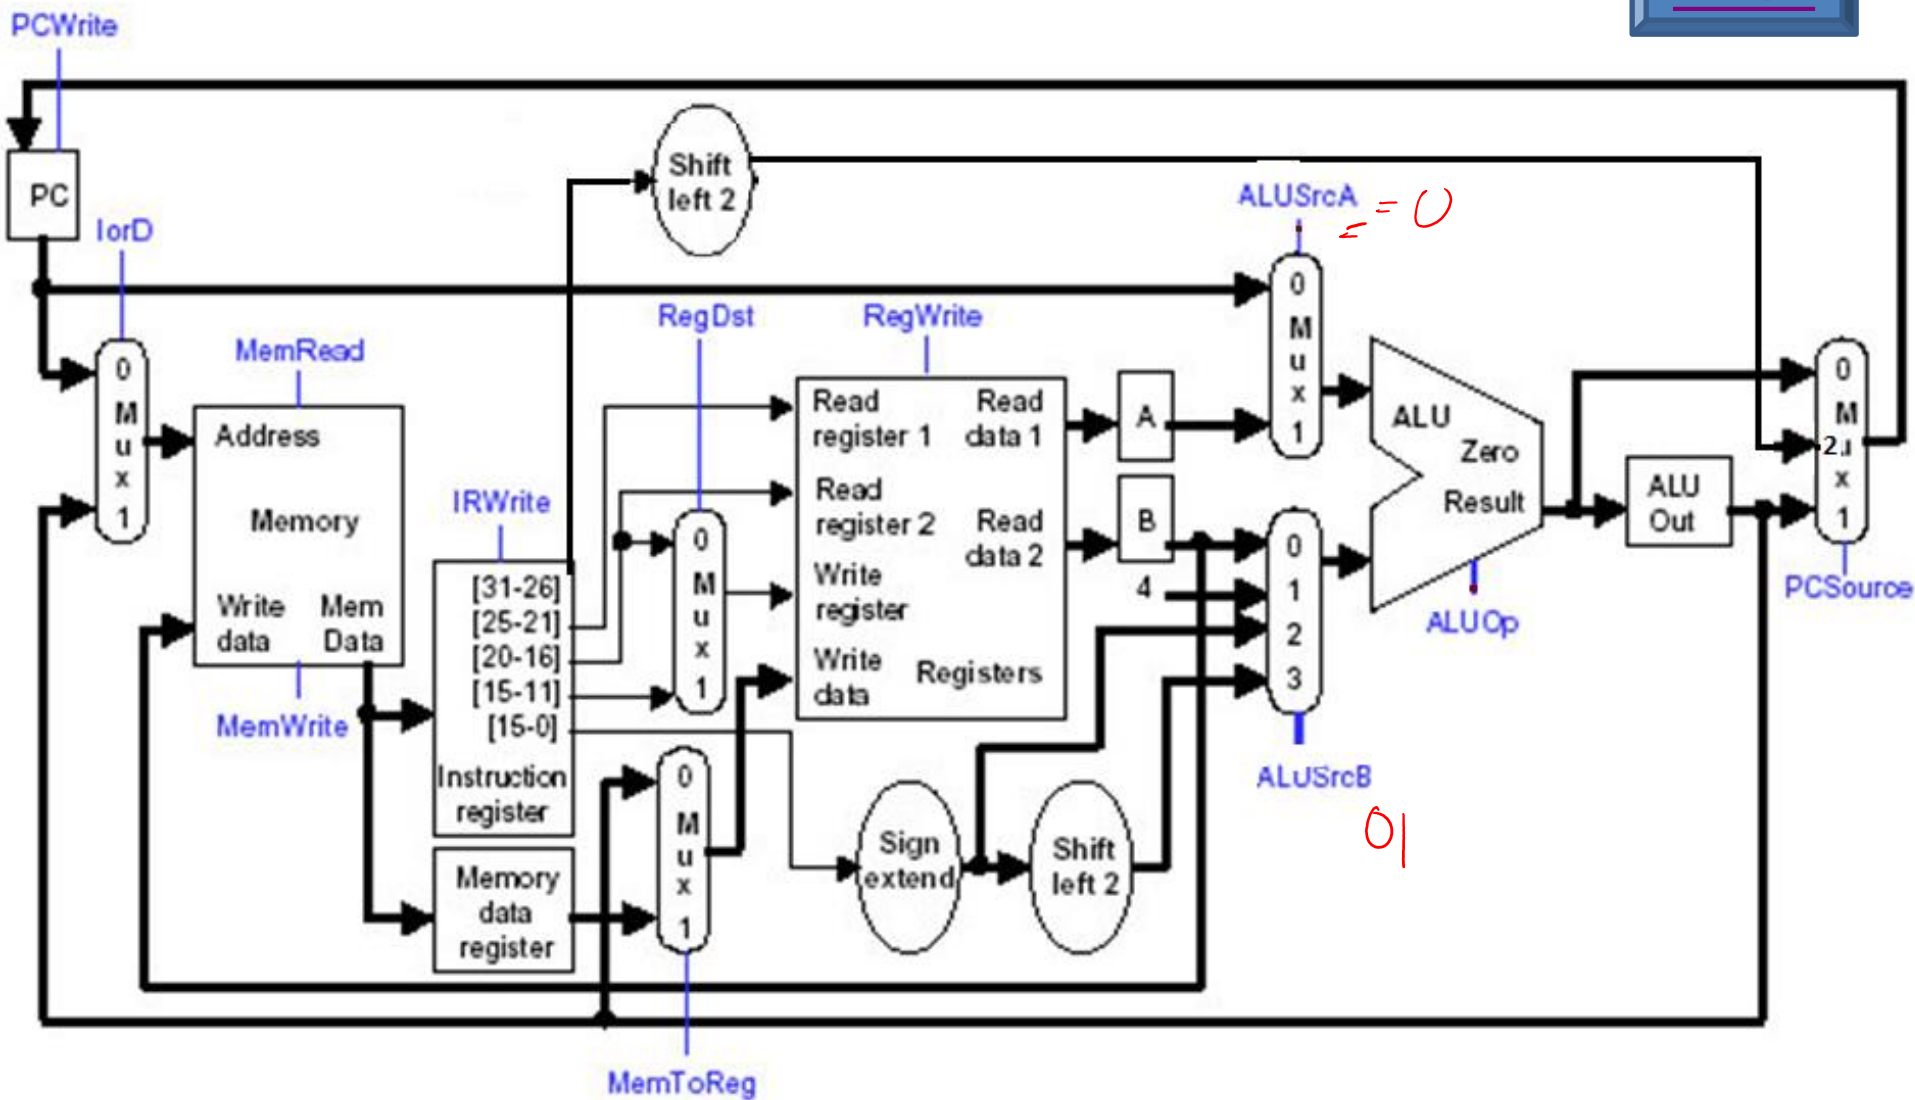 PCWrite
PC
IorD
0
M
u
x
1
MemRead
Address
Memory
Write
data
Mem
Data
MemWrite
IRWrite
[31-26]
[25-21]
[20-16]
[15-11]
[15-0]
Instruction
register
Memory
data
register
Shift
left 2
RegDst
0
M
u
x
1
0
M
u
x
1
MemToReg
RegWrite
Read
register 1
Read
data 1
Read
register 2
Read
data 2
Write
register
Write
data
Registers
Sign
extend
Shift
left 2
A
B
4
ALUSrcA
= 0
0
M
u
x
1
0
1
2
3
ALUSrcB
01
ALU
Zero
Result
ALUOp
ALU
Out
0
M
2
u
x
1
PCSource